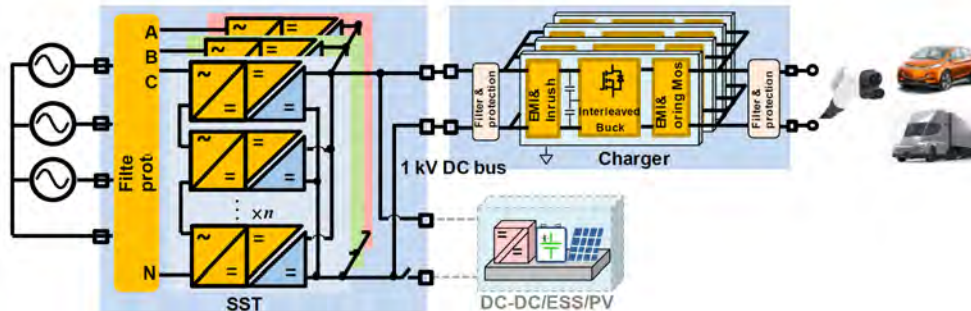 A
B
C
N
Filte
prot
~
=
~
=
~
=
=
~
=
=
~
=
=
⋮ ×n
SST
1 kV DC bus
Filter &
protection
EMI&
Inrush
Interleaved
Buck
EMI&
oring Mos
Filter &
protection
Charger
DC-DC/ESS/PV